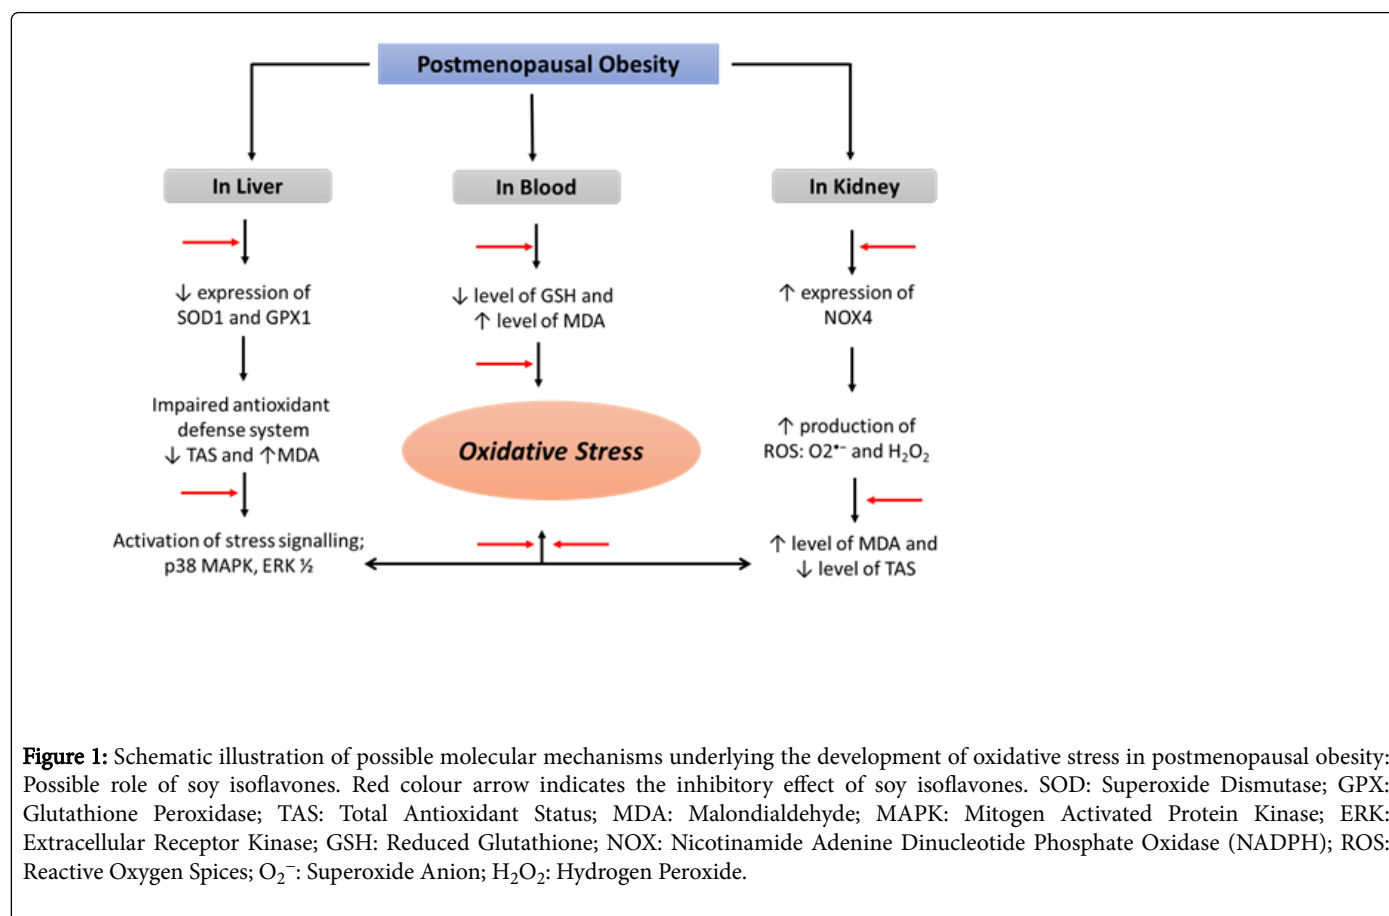 Postmenopausal Obesity
In Liver
In Blood
In Kidney
↓ expression of
SOD1 and GPX1
↓ level of GSH and
↑ level of MDA
↑ expression of
NOX4
Impaired antioxidant
defense system
↓ TAS and ↑MDA
Oxidative Stress
↑ production of
ROS: O2•− and H₂O₂
Activation of stress signalling;
p38 MAPK, ERK ½
↑ level of MDA and
↓ level of TAS
Figure 1: Schematic illustration of possible molecular mechanisms underlying the development of oxidative stress in postmenopausal obesity:
Possible role of soy isoflavones. Red colour arrow indicates the inhibitory effect of soy isoflavones. SOD: Superoxide Dismutase; GPX:
Glutathione Peroxidase; TAS: Total Antioxidant Status; MDA: Malondialdehyde; MAPK: Mitogen Activated Protein Kinase; ERK:
Extracellular Receptor Kinase; GSH: Reduced Glutathione; NOX: Nicotinamide Adenine Dinucleotide Phosphate Oxidase (NADPH); ROS:
Reactive Oxygen Spices; O₂⁻: Superoxide Anion; H₂O₂: Hydrogen Peroxide.